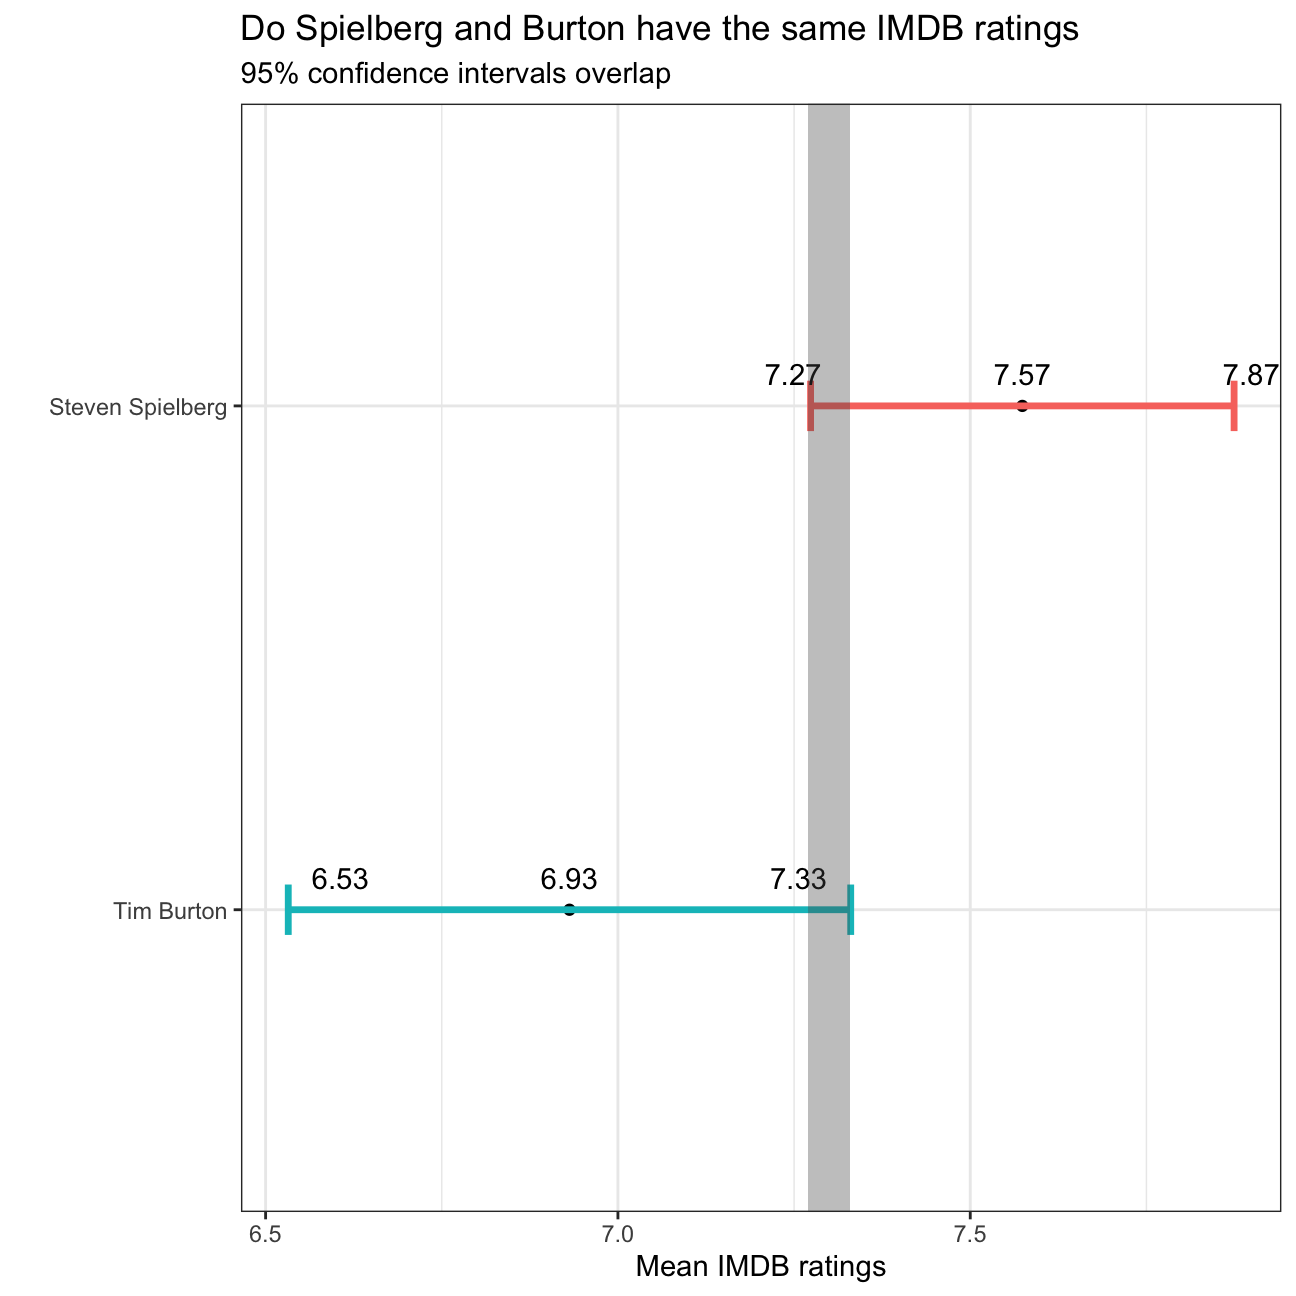 Do Spielberg and Burton have the same IMDB ratings
95% confidence intervals overlap
7.27 7.57 7.87
Steven Spielberg
6.53 6.93 7.33
Tim Burton
6.5 7.0 7.5
Mean IMDB ratings